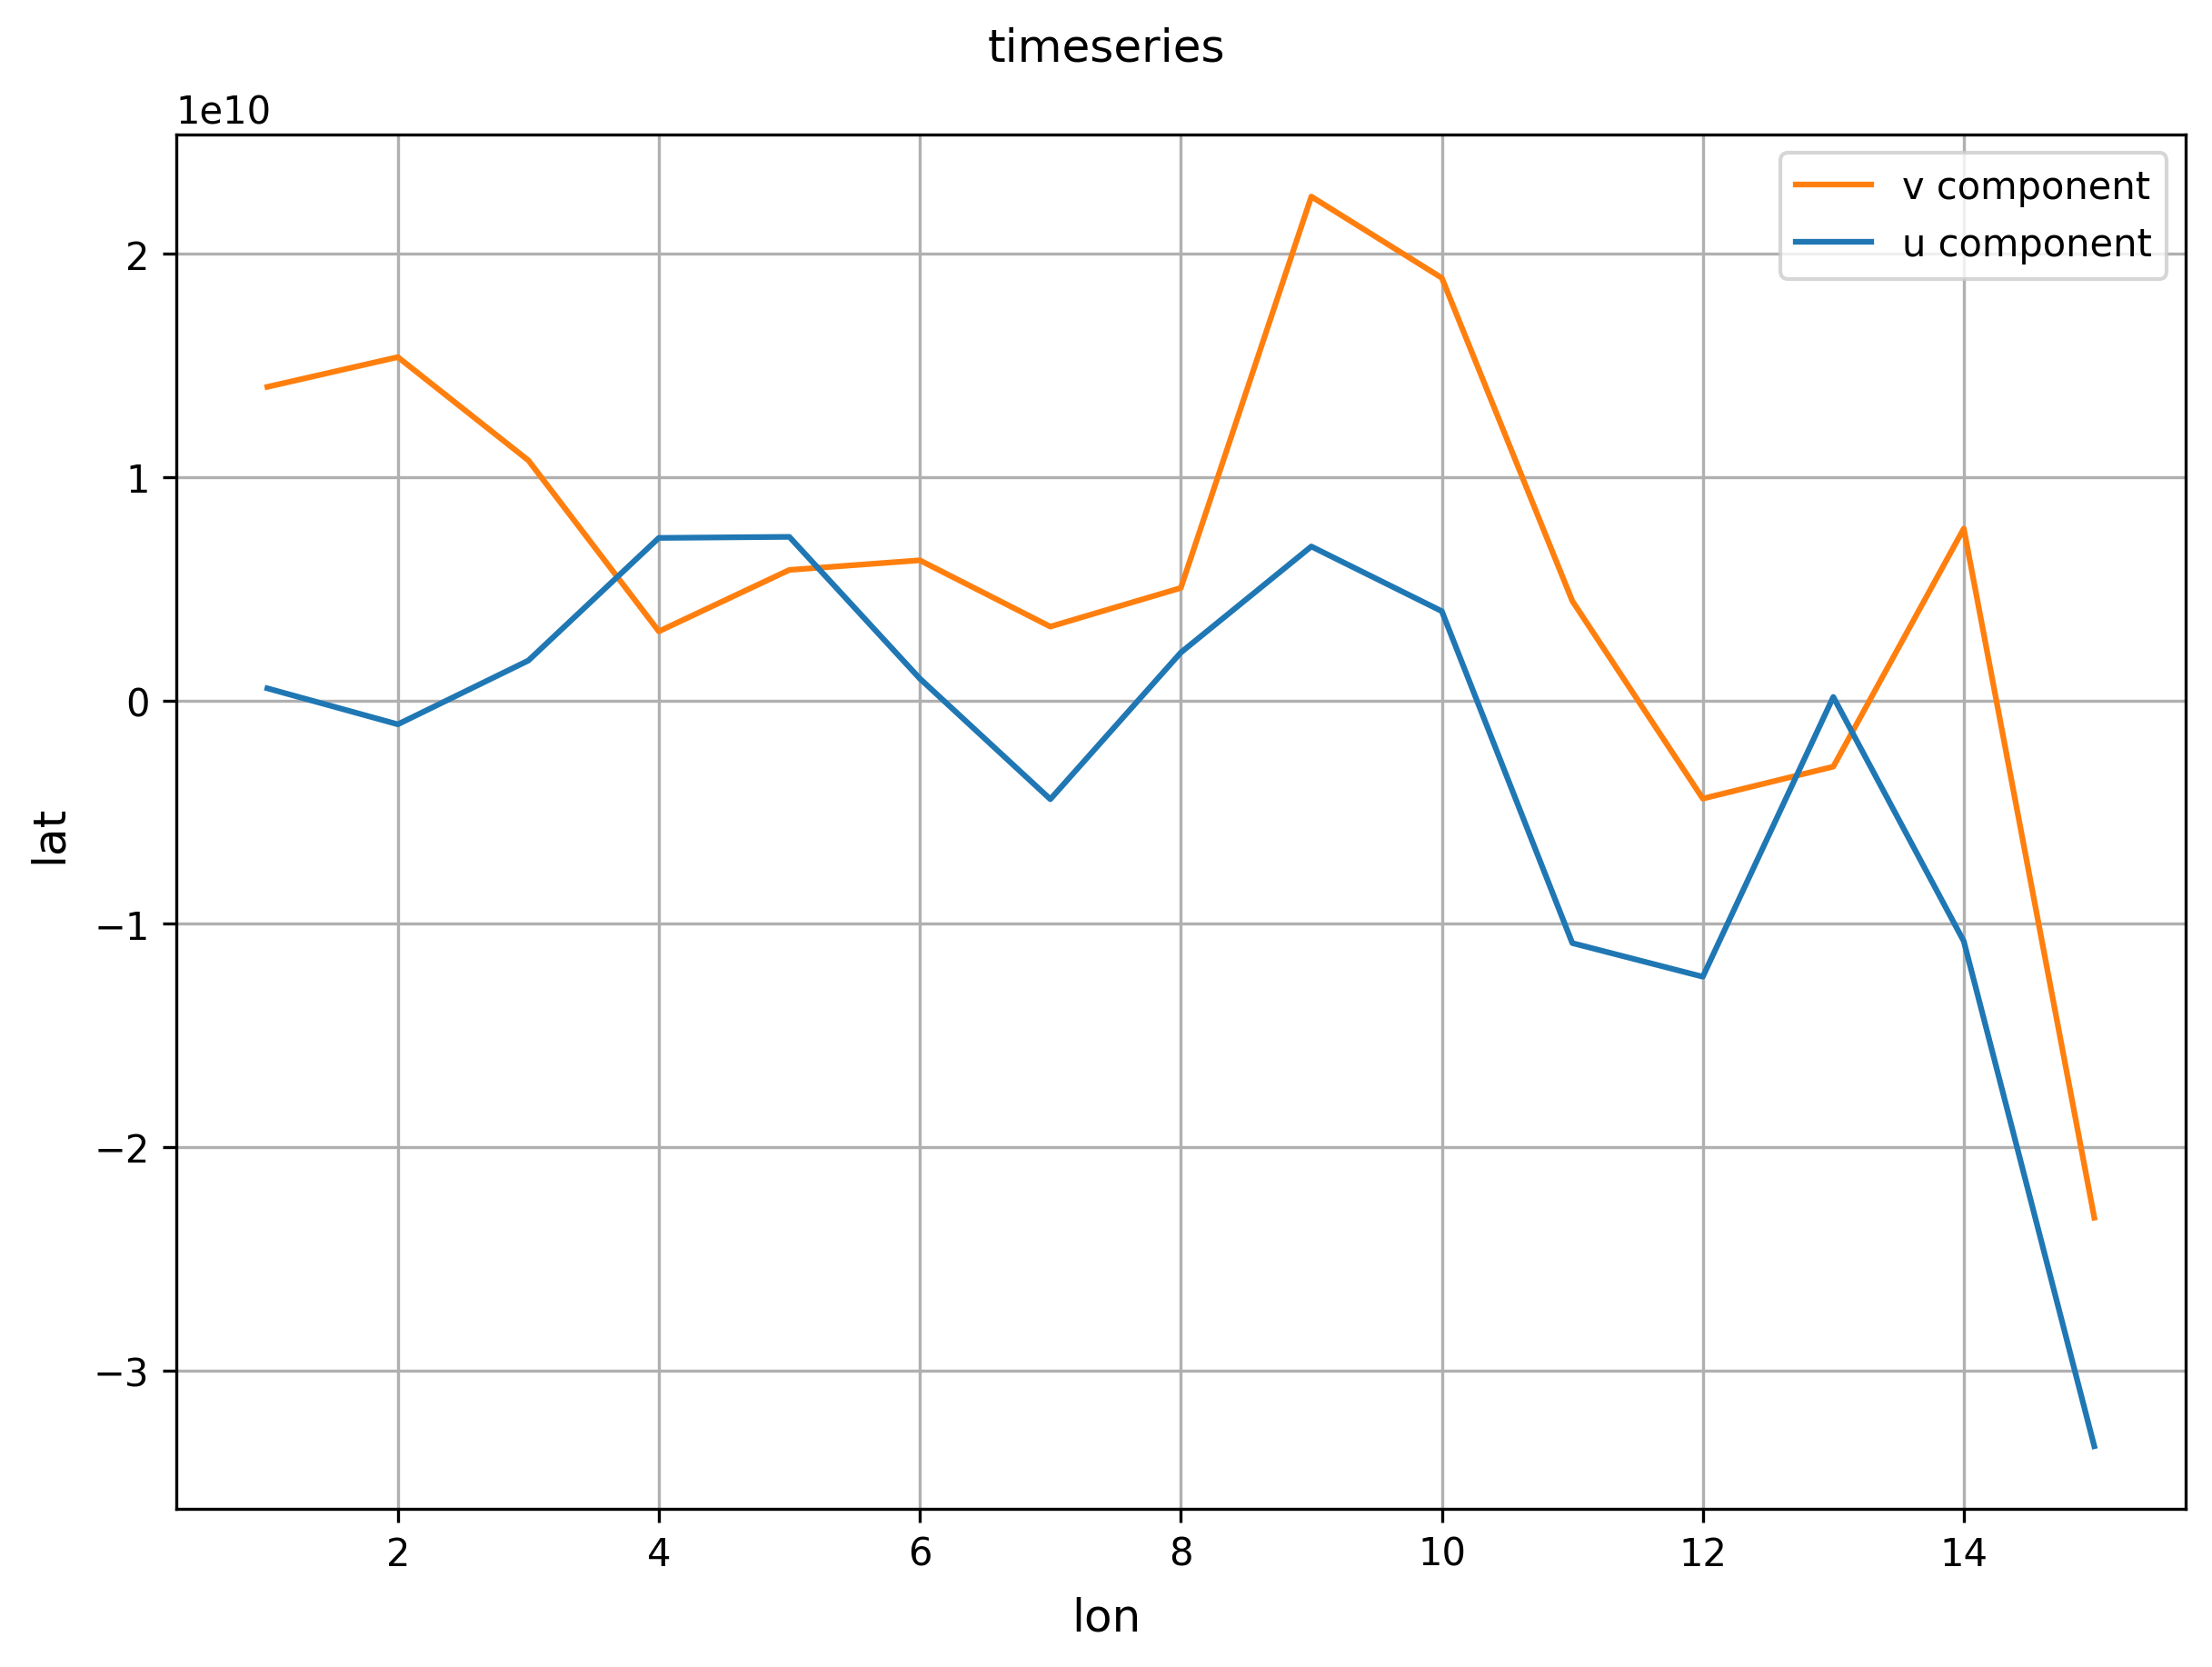 timeseries
1e10
v component
u component
2
1
0
−1
−2
−3
lat
2 4 6 8 10 12 14
lon